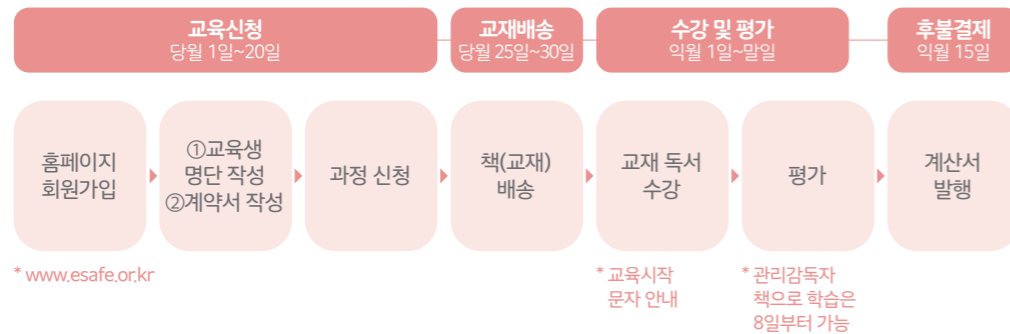 교육신청
당월 1일~20일
교재배송
당월 25일~30일
수강 및 평가
익월 1일~말일
후불결제
익월 15일
홈페이지
회원가입
①교육생
명단 작성
②계약서 작성
과정 신청
책(교재)
배송
교재 독서
수강
평가
계산서
발행
* www.esafe.or.kr
* 교육시작
문자 안내
* 관리감독자
책으로 학습은
8일부터 가능